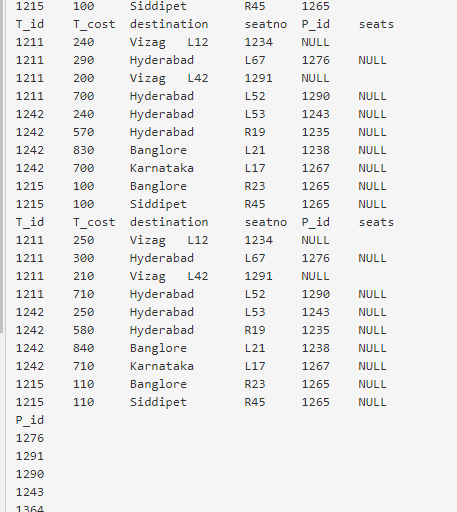 1215 100 Siddipet R45 1265
T_id T_cost destination seatno P_id seats
1211 240 Vizag L12 1234 NULL
1211 290 Hyderabad L67 1276 NULL
1211 200 Vizag L42 1291 NULL
1211 700 Hyderabad L52 1290 NULL
1242 240 Hyderabad L53 1243 NULL
1242 570 Hyderabad R19 1235 NULL
1242 830 Banglore L21 1238 NULL
1242 700 Karnataka L17 1267 NULL
1215 100 Banglore R23 1265 NULL
1215 100 Siddipet R45 1265 NULL
T_id T_cost destination seatno P_id seats
1211 250 Vizag L12 1234 NULL
1211 300 Hyderabad L67 1276 NULL
1211 210 Vizag L42 1291 NULL
1211 710 Hyderabad L52 1290 NULL
1242 250 Hyderabad L53 1243 NULL
1242 580 Hyderabad R19 1235 NULL
1242 840 Banglore L21 1238 NULL
1242 710 Karnataka L17 1267 NULL
1215 110 Banglore R23 1265 NULL
1215 110 Siddipet R45 1265 NULL
P_id
1276
1291
1290
1243
1364